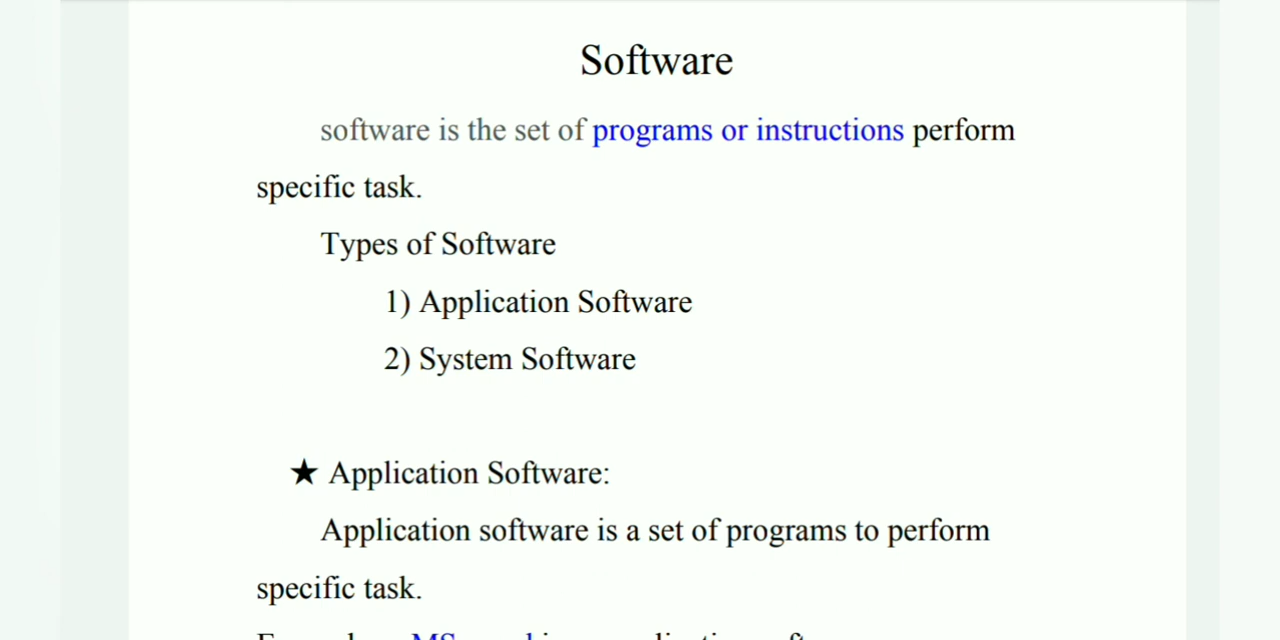 Software
software is the set of programs or instructions perform
specific task.
Types of Software
1) Application Software
2) System Software
★ Application Software:
Application software is a set of programs to perform
specific task.